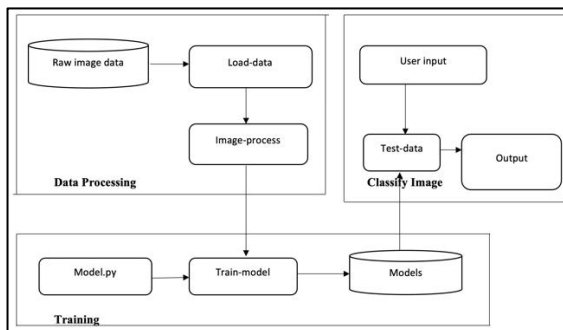 Raw image data
Load-data
Image-process
Data Processing
User input
Test-data
Output
Classify Image
Model.py
Train-model
Models
Training